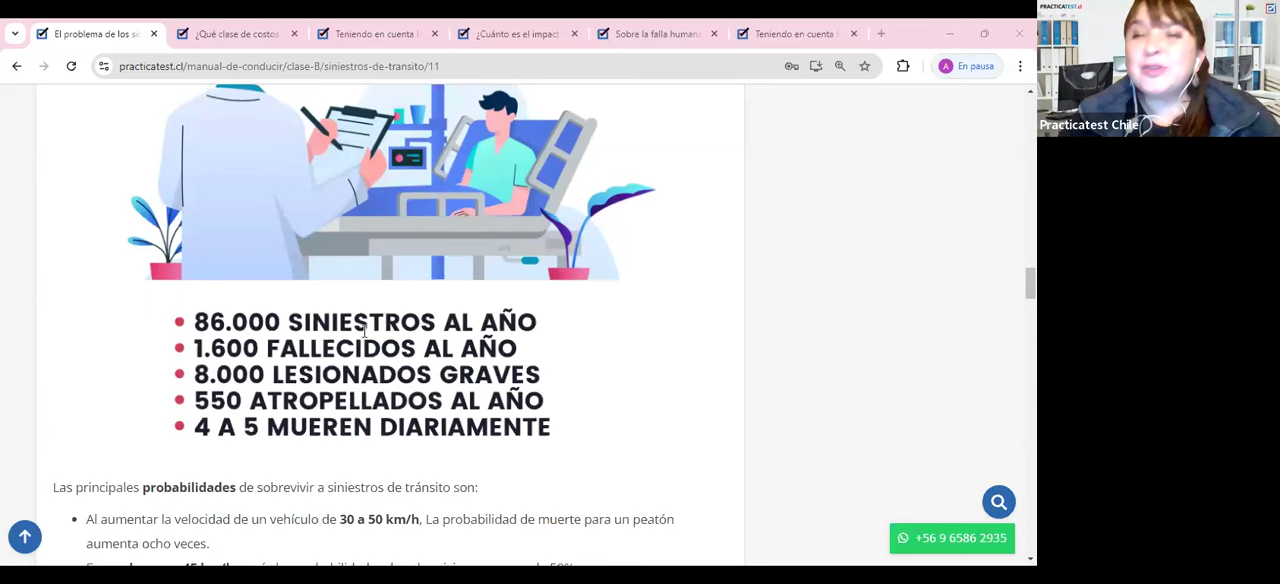 El problema de los si
¿Qué clase de costos
Teniendo en cuenta l
¿Cuánto es el impact
Sobre la falla humana
Teniendo en cuenta l
practicatest.cl/manual-de-conducir/clase-B/siniestros-de-transito/11
A En pausa
PRACTICATEST.cl
Practicatest Chile
86.000 SINIESTROS AL AÑO
1.600 FALLECIDOS AL AÑO
8.000 LESIONADOS GRAVES
550 ATROPELLADOS AL AÑO
4 A 5 MUEREN DIARIAMENTE
Las principales probabilidades de sobrevivir a siniestros de tránsito son:
Al aumentar la velocidad de un vehículo de 30 a 50 km/h, La probabilidad de muerte para un peatón
aumenta ocho veces.
+56 9 6586 2935